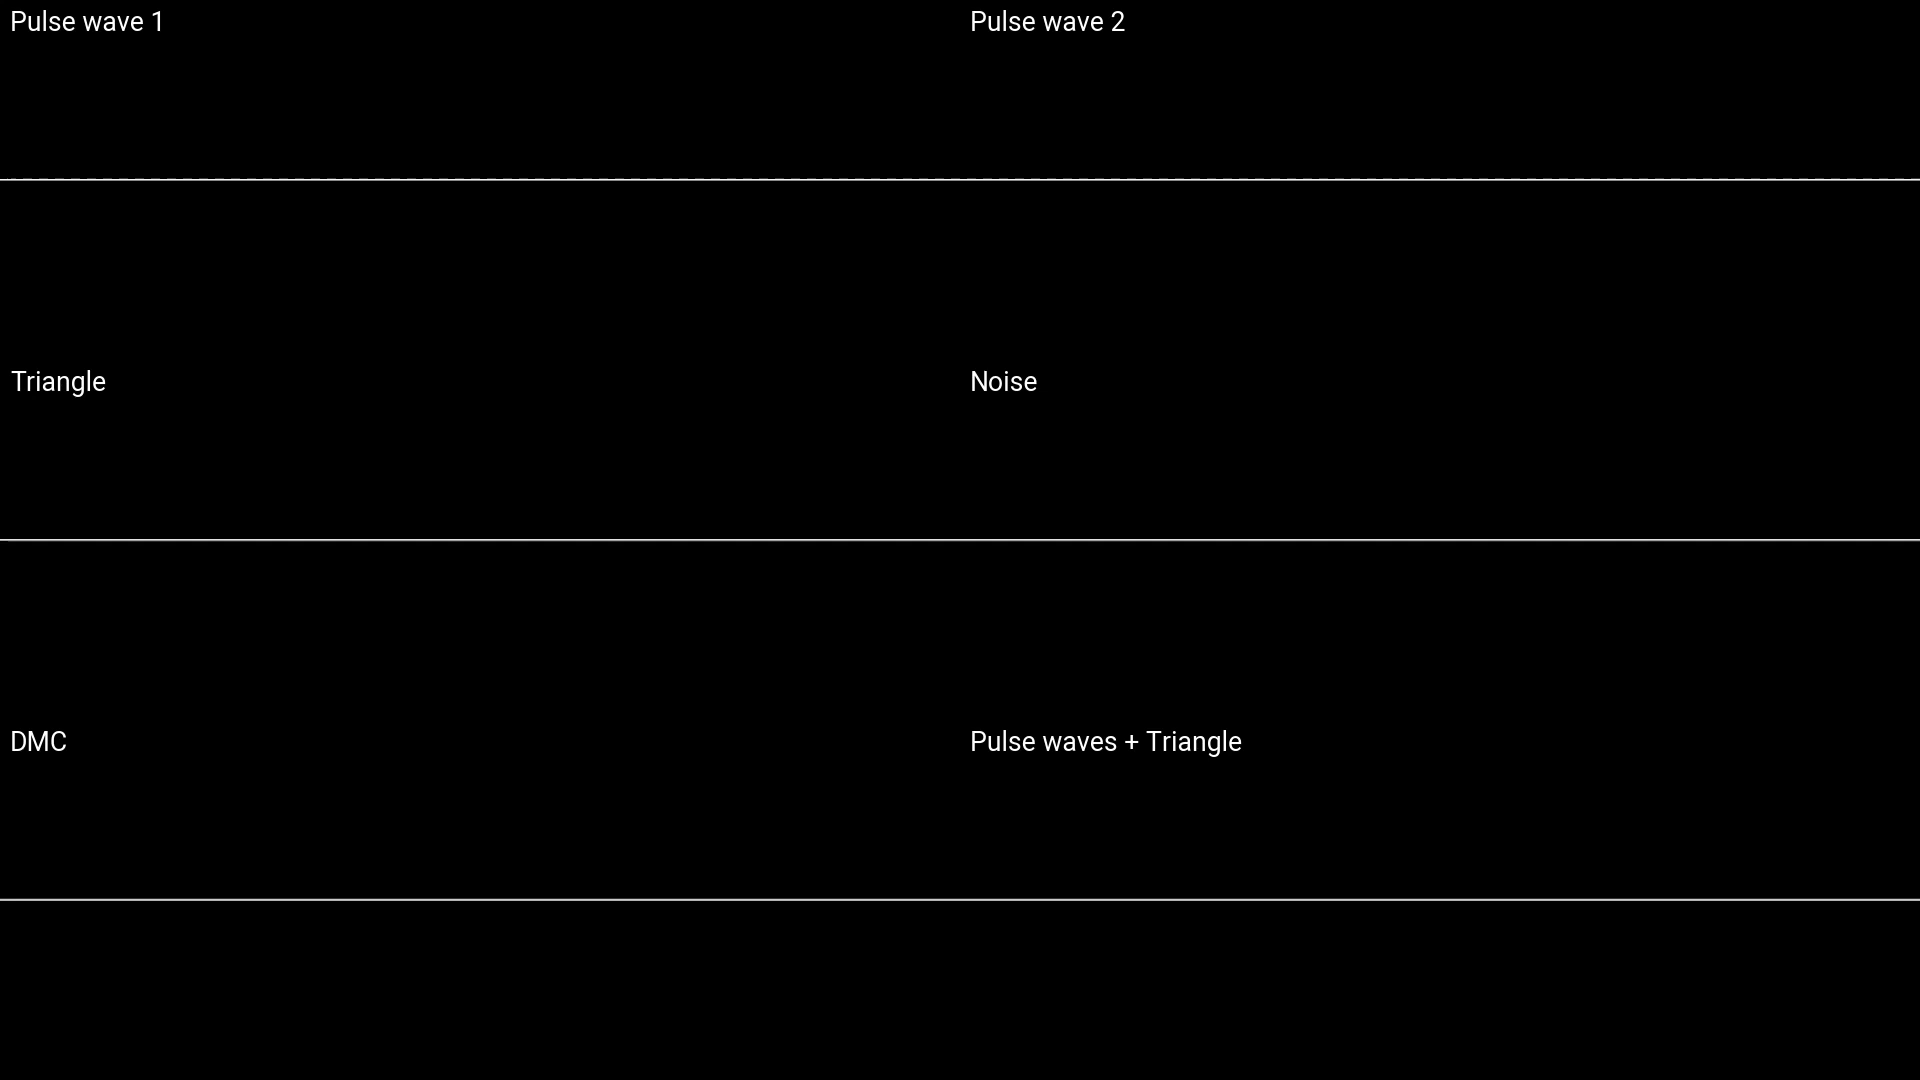 Pulse wave 1
Pulse wave 2
Triangle
Noise
DMC
Pulse waves + Triangle